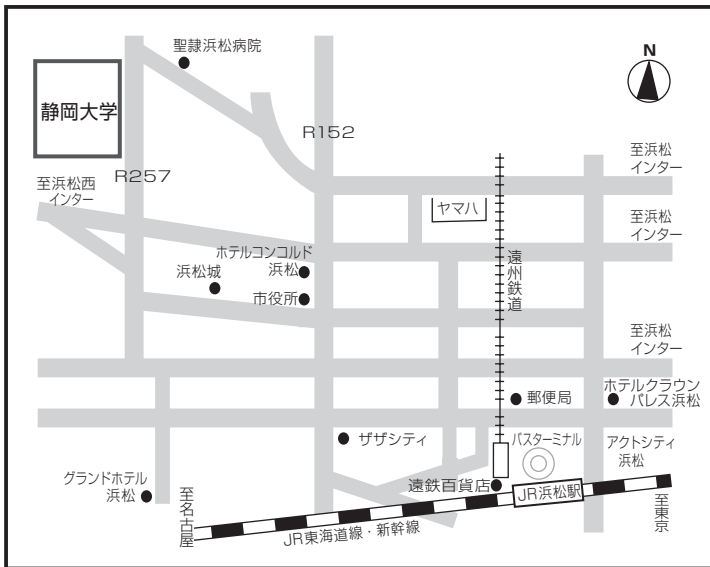 聖隷浜松病院
N
静岡大学
R152
至浜松
インター
R257
至浜松西
インター
ヤマハ
至浜松
インター
ホテルコンコルド
浜松
遠州鉄道
浜松城
市役所
至浜松
インター
ホテルクラウン
パレス浜松
郵便局
ザザシティ
バスターミナル
アクトシティ
浜松
グランドホテル
浜松
遠鉄百貨店
JR浜松駅
至名古屋
至東京
JR東海道線・新幹線